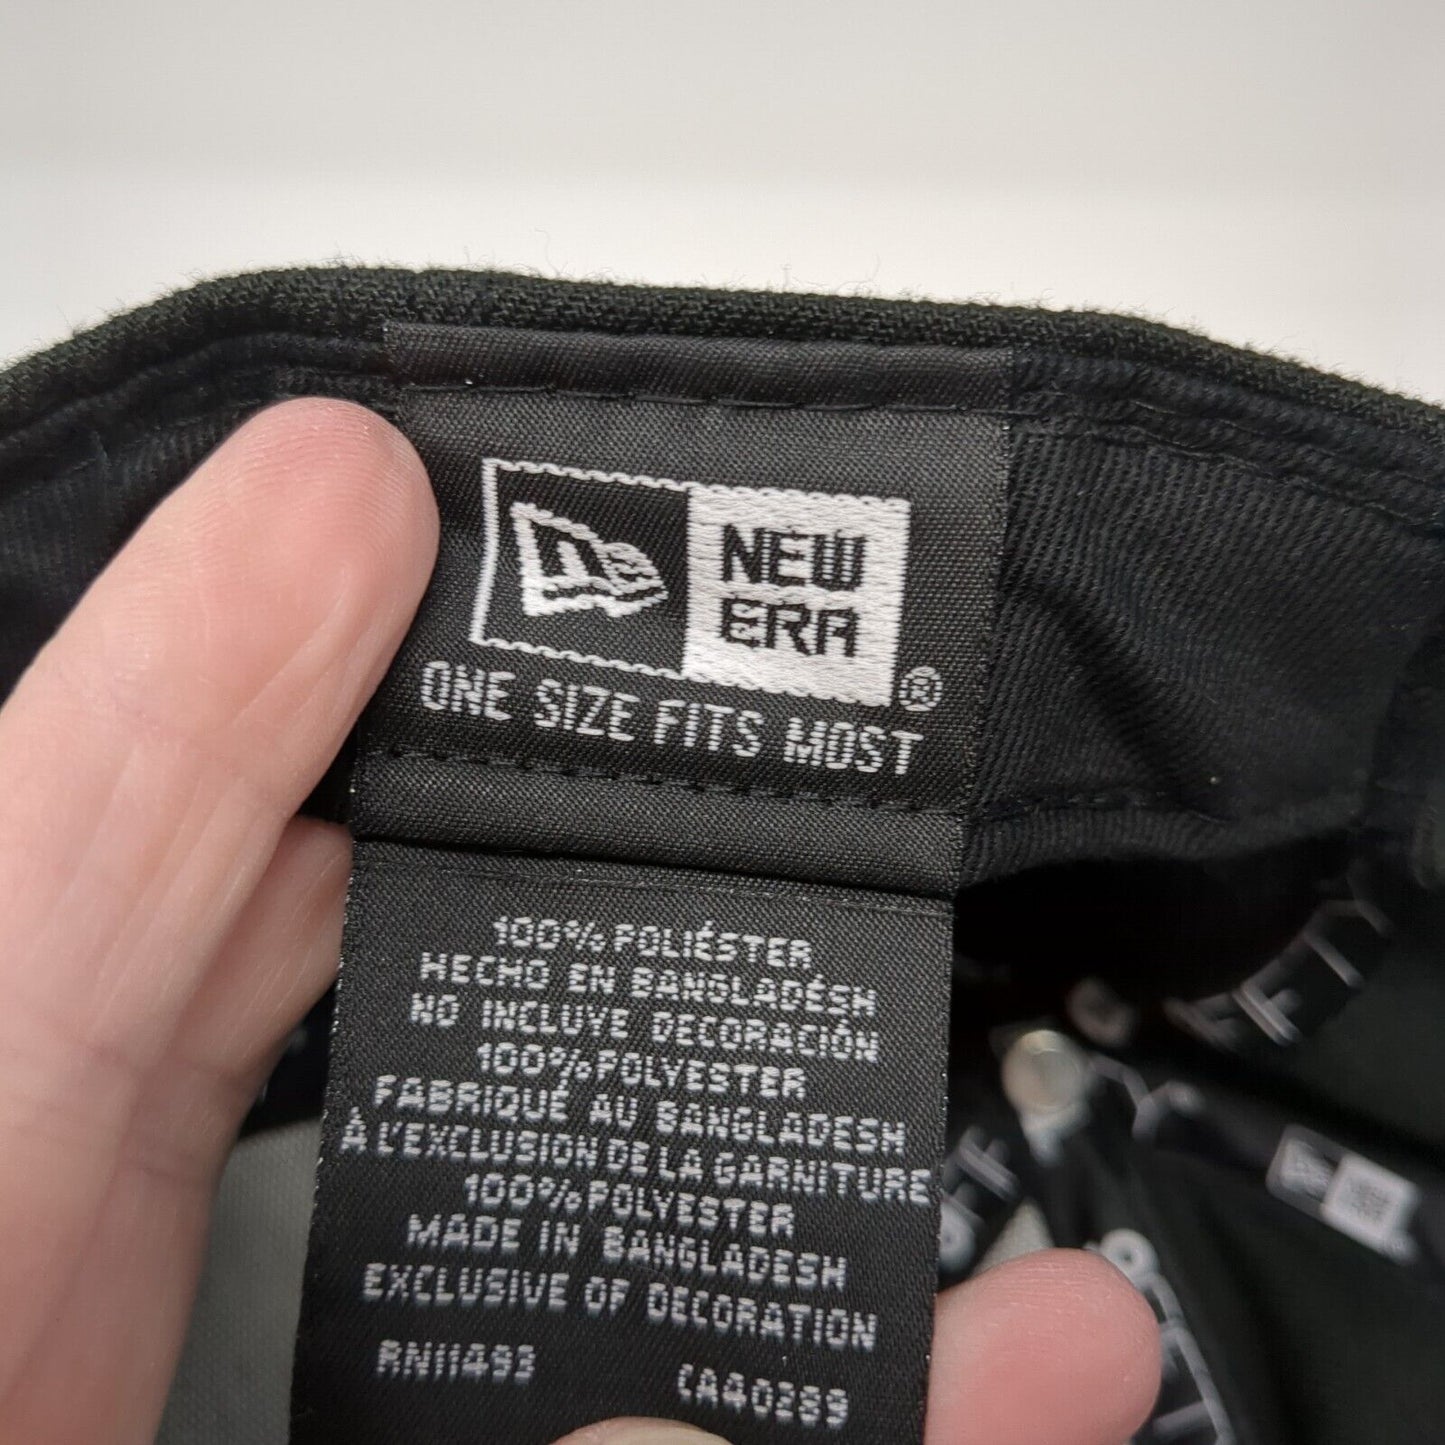 NEW
ERA®
ONE SIZE FITS MOST
100% POLIÉSTER
HECHO EN BANGLADÉSH
NO INCLUYE DECORACIÓN
100% POLYESTER
FABRIQUÉ AU BANGLADESH
À L'EXCLUSION DE LA GARNITURE
100% POLYESTER
MADE IN BANGLADESH
EXCLUSIVE OF DECORATION
RN11493 CA40289